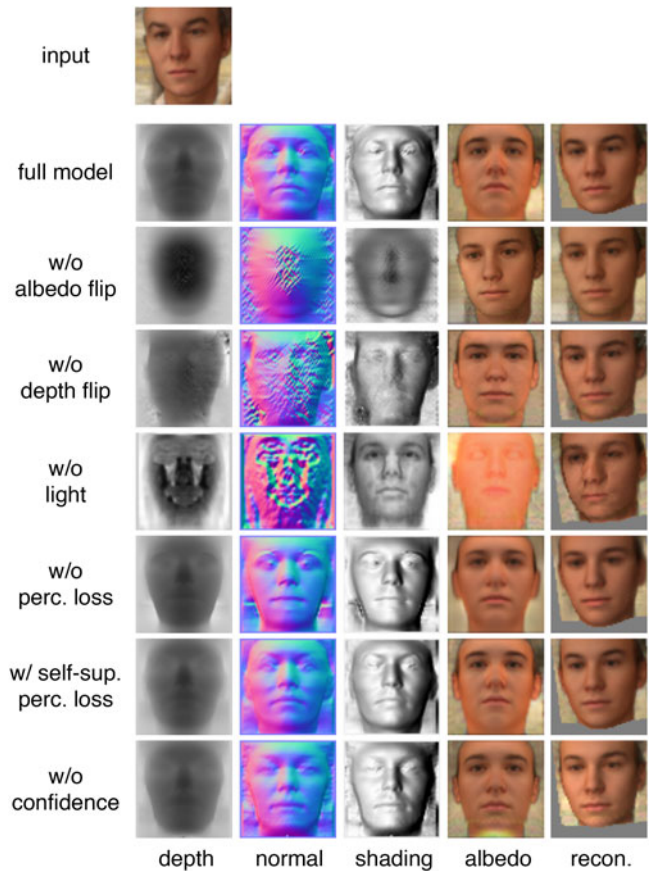 input
full model
w/o
albedo flip
w/o
depth flip
w/o
light
w/o
perc. loss
w/ self-sup.
perc. loss
w/o
confidence
depth normal shading albedo recon.